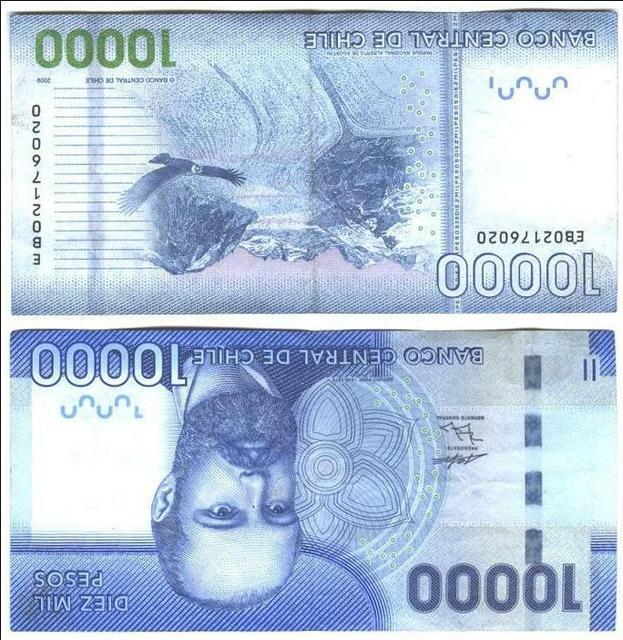 10000
BANCO CENTRAL DE CHILE
PARQUE NACIONAL ALBERTO DE AGOSTINI
© BANCO CENTRAL DE CHILE
2009
EB02176020
EB02176020
10000
10000
BANCO CENTRAL DE CHILE
GERENTE GENERAL
PRESIDENTE
DIEZ MIL
PESOS
10000